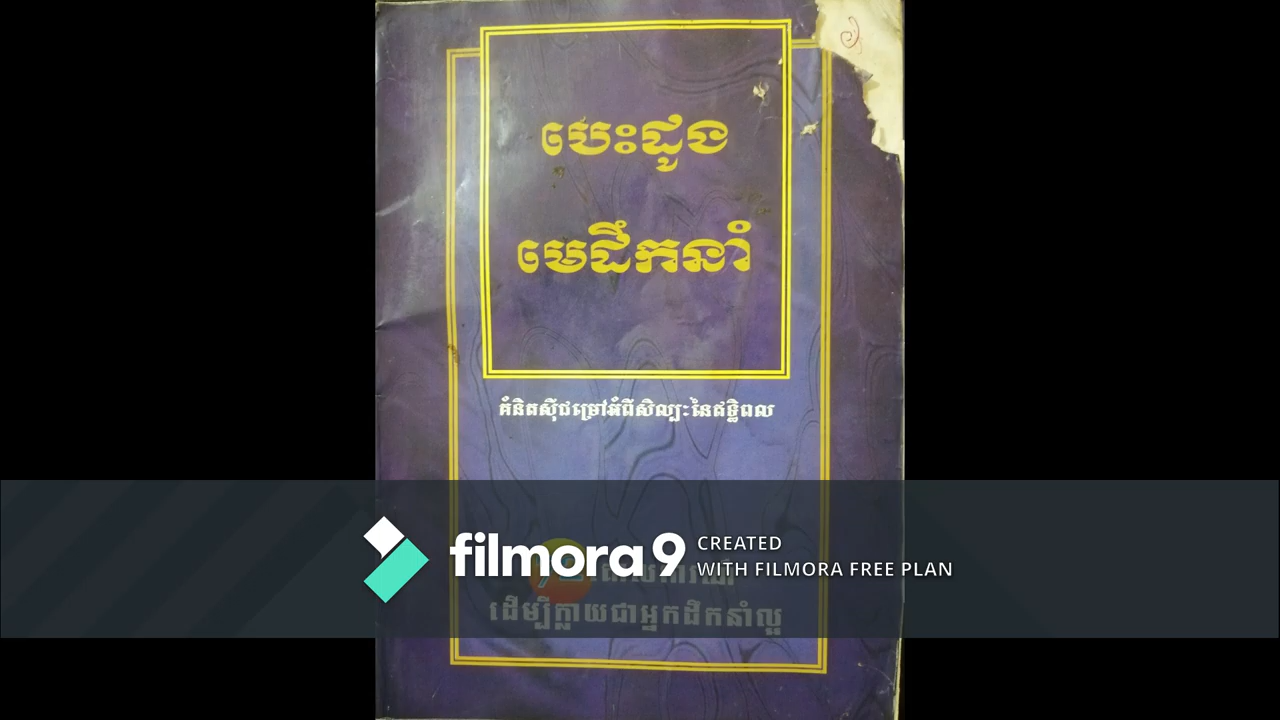 បេះដូង
មេដឹកនាំ
គំនិតស៊ីជម្រៅអំពីសិល្បៈនៃឥទ្ធិពល
filmora 9
CREATED
WITH FILMORA FREE PLAN
ដើម្បីក្លាយជាអ្នកដឹកនាំល្អ